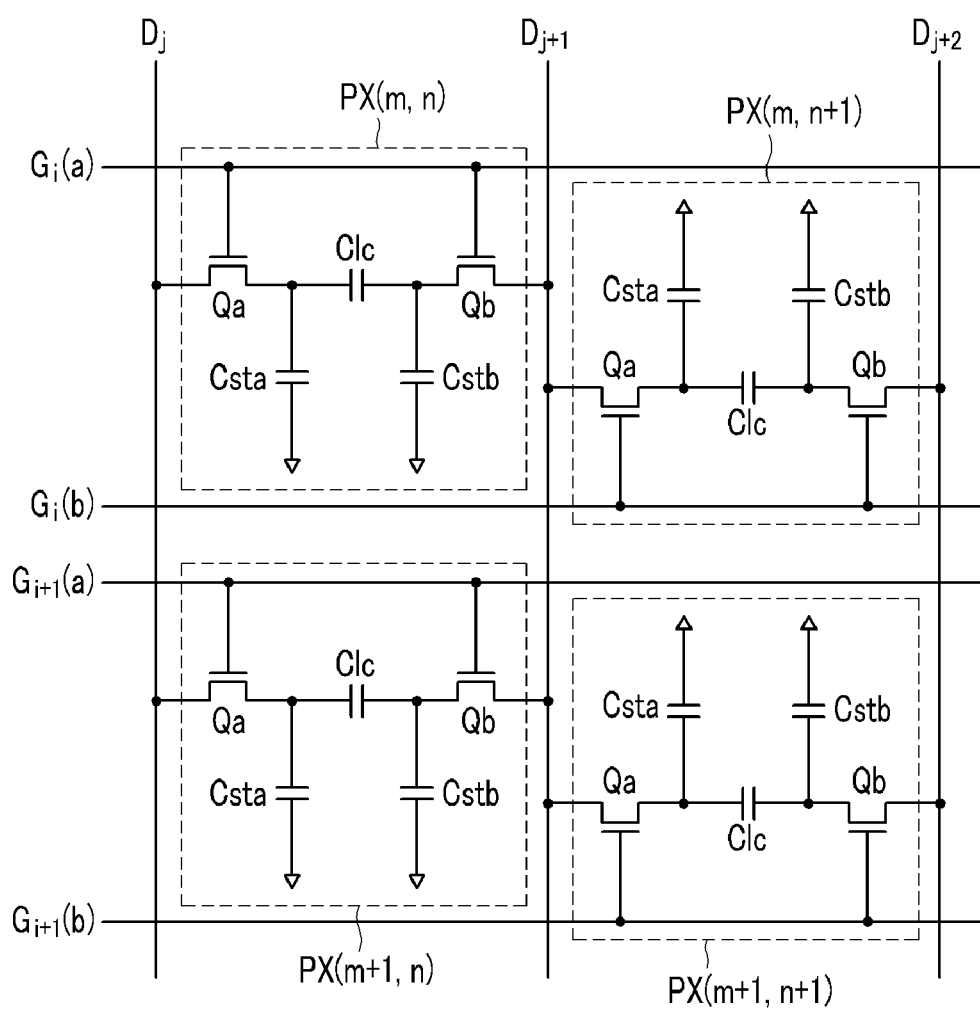 Dj Dj+1 Dj+2
PX(m, n)
PX(m, n+1)
Gi(a)
Clc
Qa Qb
Csta Cstb
Csta Cstb
Qa Qb
Clc
Gi(b)
Gi+1(a)
Clc
Qa Qb
Csta Cstb
Csta Cstb
Qa Qb
Clc
Gi+1(b)
PX(m+1, n)
PX(m+1, n+1)